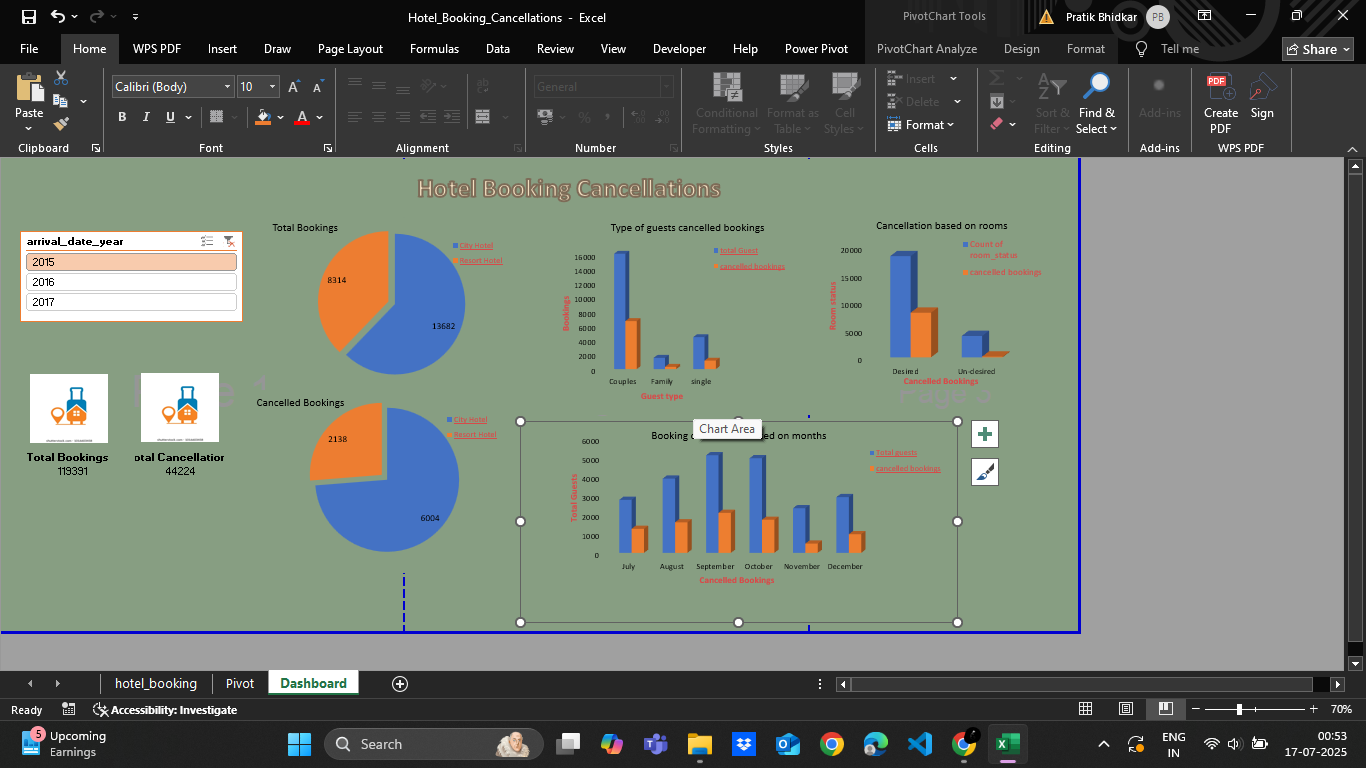 Hotel_Booking_Cancellations - Excel
PivotChart Tools
Pratik Bhidkar
PB
File Home WPS PDF Insert Draw Page Layout Formulas Data Review View Developer Help Power Pivot PivotChart Analyze Design Format Tell me Share
Paste
Calibri (Body) 10
A A
B I U A
General
% ,
Conditional Formatting
Format as Table
Cell Styles
Insert
Delete
Format
Sort & Filter
Find & Select
Add-ins
PDF
Create PDF
Sign
Clipboard Font Alignment Number Styles Cells Editing Add-ins WPS PDF
Hotel Booking Cancellations
arrival_date_year
2015
2016
2017
Total Bookings
119391
otal Cancellation
44224
Total Bookings
City Hotel
Resort Hotel
8314
13682
Cancelled Bookings
City Hotel
Resort Hotel
2138
6004
Type of guests cancelled bookings
total Guest
cancelled bookings
Bookings
16000
14000
12000
10000
8000
6000
4000
2000
0
Couples Family single
Guest type
Cancellation based on rooms
Count of
room_status
cancelled bookings
Room status
20000
15000
10000
5000
0
Desired Un-desired
Cancelled Bookings
Page 3
Chart Area
Booking c ed on months
Total guests
cancelled bookings
Total Guests
6000
5000
4000
3000
2000
1000
0
July August September October November December
Cancelled Bookings
hotel_booking Pivot Dashboard
Ready Accessibility: Investigate 70%
5
Upcoming
Earnings
Search
ENG
IN
00:53
17-07-2025